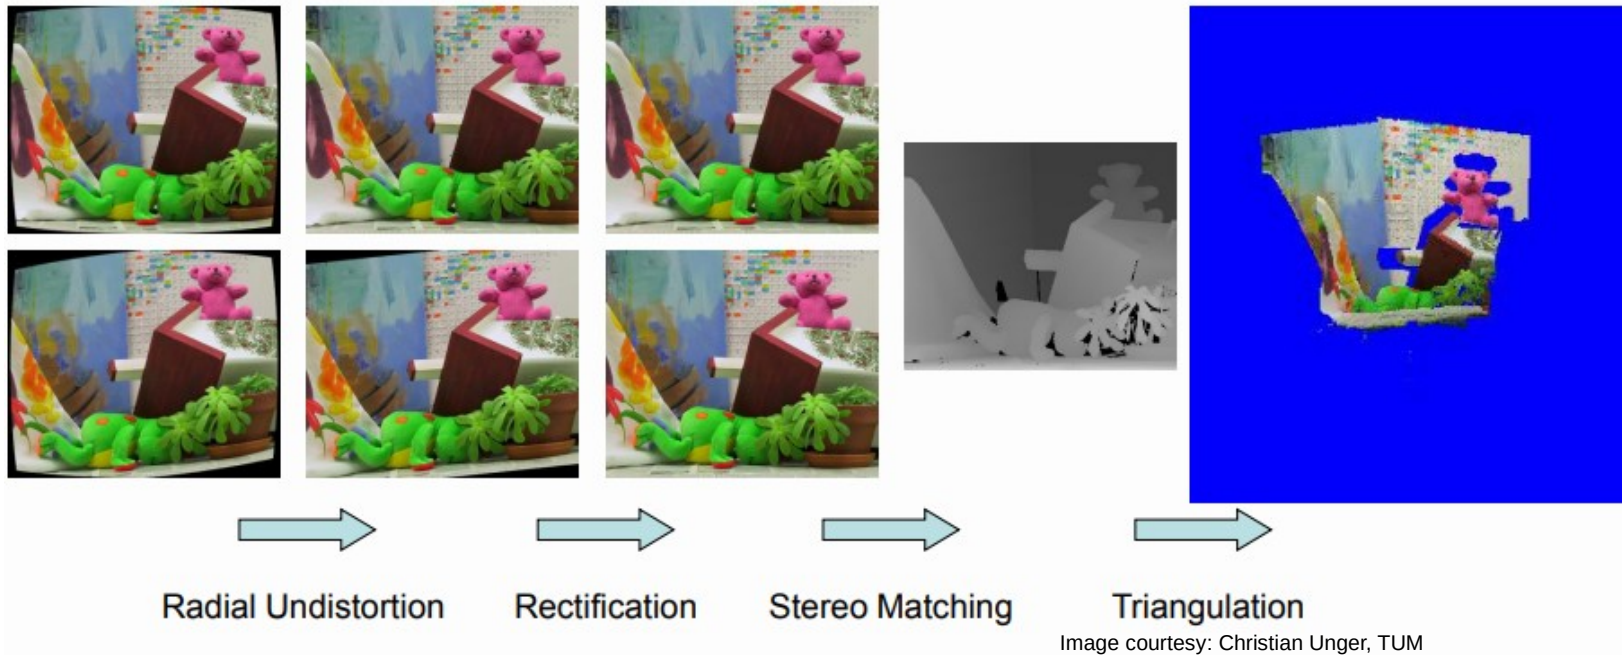 Radial Undistortion
Rectification
Stereo Matching
Triangulation
Image courtesy: Christian Unger, TUM